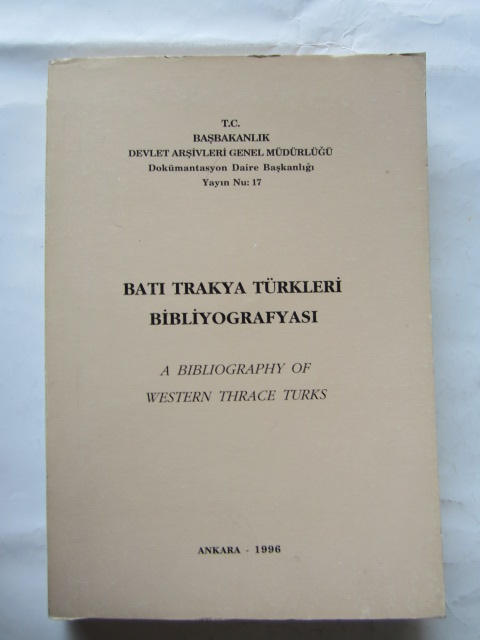 T.C.
BAŞBAKANLIK
DEVLET ARŞİVLERİ GENEL MÜDÜRLÜĞÜ
Dokümantasyon Daire Başkanlığı
Yayın Nu: 17
BATI TRAKYA TÜRKLERİ
BİBLİYOGRAFYASI
A BIBLIOGRAPHY OF
WESTERN THRACE TURKS
ANKARA - 1996